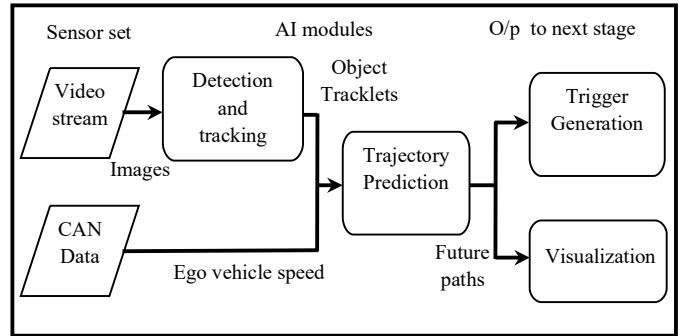 Sensor set
AI modules
O/p to next stage
Video
stream
Images
Detection
and
tracking
Object
Tracklets
Trajectory
Prediction
Trigger
Generation
CAN
Data
Ego vehicle speed
Future
paths
Visualization